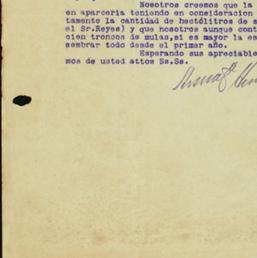 Nosotros creemos que la
en aparceria teniendo en consideracion
tamente la cantidad de hectólitros de s
el Sr.Reyes) y que nosotros aunque cont
cien troncos de mulas,si es mayor la es
sembrar todo desde el primer año.
Esperando sus apreciable
mos de usted attos Ss.Ss.